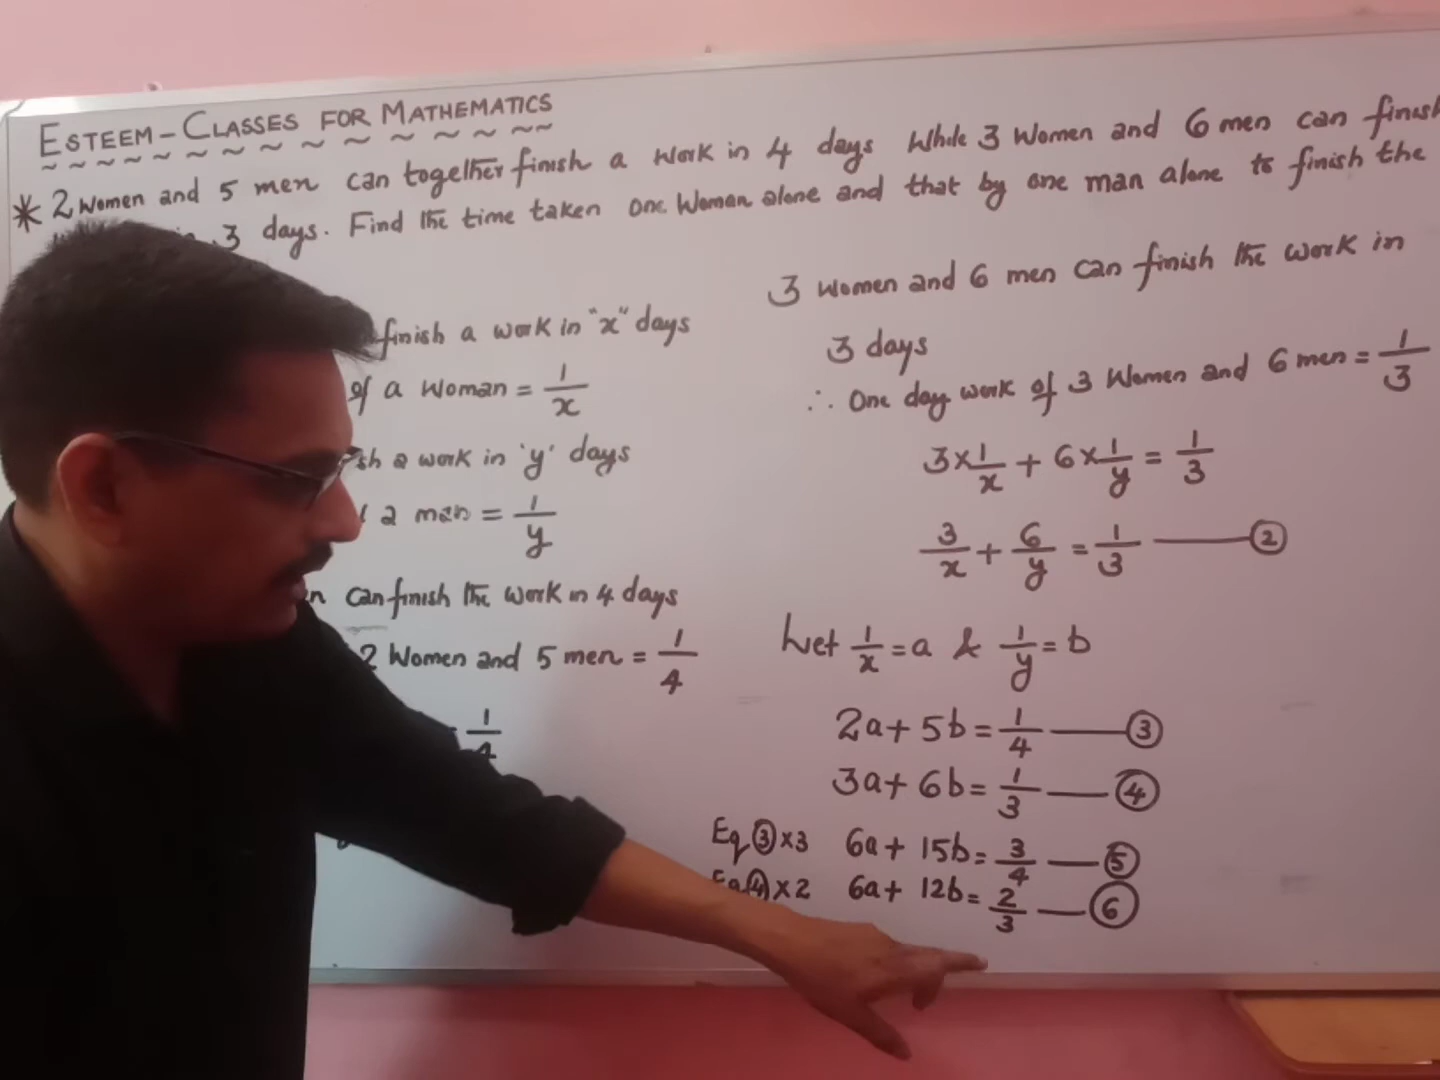 ESTEEM - CLASSES FOR MATHEMATICS
* 2 Women and 5 men can together finish a work in 4 days while 3 Women and 6 men can finish
in 3 days. Find the time taken one Woman alone and that by one man alone to finish the
finish a work in "x" days
of a Woman = 1/x
a work in 'y' days
a man = 1/y
can finish the work in 4 days
2 Women and 5 men = 1/4
1/4
3 Women and 6 men can finish the work in
3 days
∴ One day work of 3 Women and 6 men = 1/3
3×1/x + 6×1/y = 1/3
3/x + 6/y = 1/3 —— ②
Let 1/x = a & 1/y = b
2a + 5b = 1/4 —— ③
3a + 6b = 1/3 —— ④
Eq ③ ×3 6a + 15b = 3/4 —— ⑤
Eq ④ ×2 6a + 12b = 2/3 —— ⑥